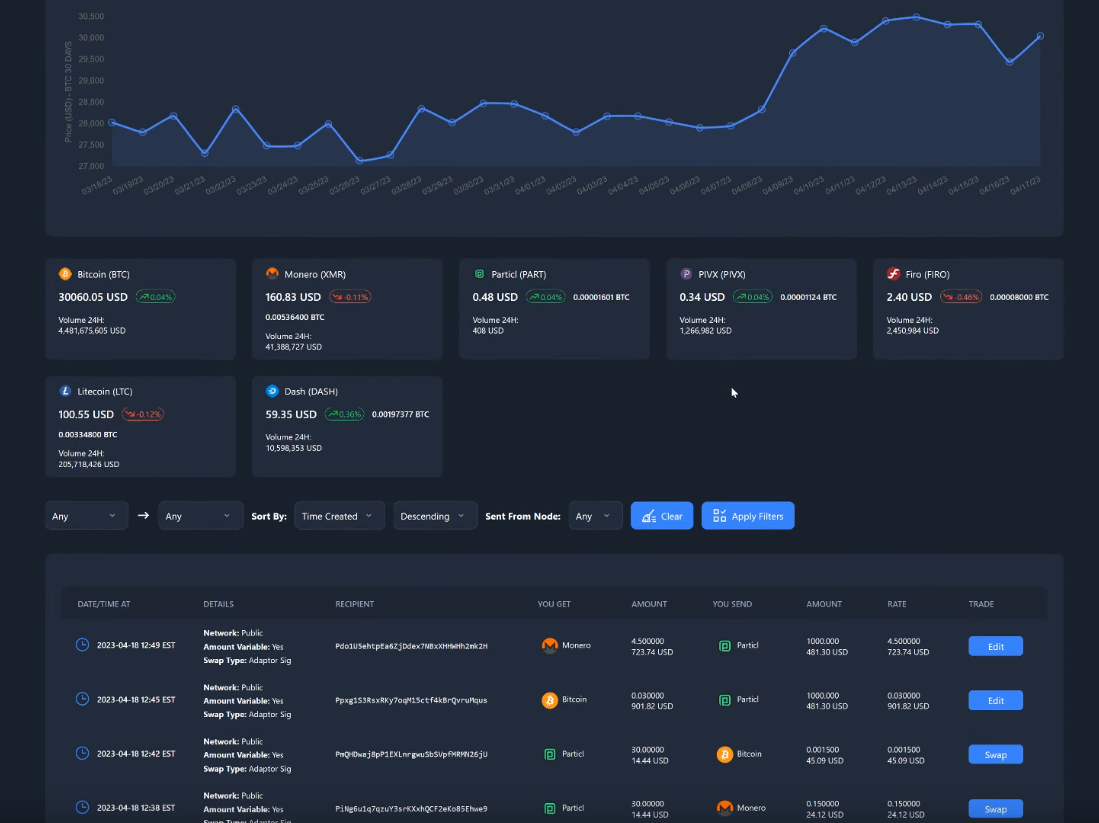 30,500
30,000
29,500
29,000
28,500
28,000
27,500
27,000
Price (USD) - BTC 30 DAYS
03/18/23 03/19/23 03/20/23 03/21/23 03/22/23 03/23/23 03/24/23 03/25/23 03/26/23 03/27/23 03/28/23 03/29/23 03/30/23 03/31/23 04/01/23 04/02/23 04/03/23 04/04/23 04/05/23 04/06/23 04/07/23 04/08/23 04/09/23 04/10/23 04/11/23 04/12/23 04/13/23 04/14/23 04/15/23 04/16/23 04/17/23
Bitcoin (BTC)
30060.05 USD 0.04%
Volume 24H:
4,481,675,605 USD
Monero (XMR)
160.83 USD -0.11%
0.00536400 BTC
Volume 24H:
41,388,727 USD
Particl (PART)
0.48 USD 0.04% 0.00001601 BTC
Volume 24H:
408 USD
PIVX (PIVX)
0.34 USD 0.04% 0.00001124 BTC
Volume 24H:
1,266,982 USD
Firo (FIRO)
2.40 USD -0.46% 0.00008000 BTC
Volume 24H:
2,450,984 USD
Litecoin (LTC)
100.55 USD -0.12%
0.00334800 BTC
Volume 24H:
205,718,426 USD
Dash (DASH)
59.35 USD 0.36% 0.00197377 BTC
Volume 24H:
10,598,353 USD
Any → Any Sort By: Time Created Descending Sent From Node: Any Clear Apply Filters
DATE/TIME AT DETAILS RECIPIENT YOU GET AMOUNT YOU SEND AMOUNT RATE TRADE
2023-04-18 12:49 EST
Network: Public
Amount Variable: Yes
Swap Type: Adaptor Sig
Pdo1U5ehtpEa6ZjDdex7NBxXHHWHh2mk2H
Monero
4.500000
723.74 USD
Particl
1000.000
481.30 USD
4.500000
723.74 USD
Edit
2023-04-18 12:45 EST
Network: Public
Amount Variable: Yes
Swap Type: Adaptor Sig
Ppxg1S3RsxRKy7oqM15ctf4kBrQvruMqus
Bitcoin
0.030000
901.82 USD
Particl
1000.000
481.30 USD
0.030000
901.82 USD
Edit
2023-04-18 12:42 EST
Network: Public
Amount Variable: Yes
Swap Type: Adaptor Sig
PmQHDwaj8pP1EXLnrgwuSbSVpfMRMN26jU
Particl
30.00000
14.44 USD
Bitcoin
0.001500
45.09 USD
0.001500
45.09 USD
Swap
2023-04-18 12:38 EST
Network: Public
Amount Variable: Yes
Swap Type: Adaptor Sig
PiNg6u1q7qzuY3srKXxhQCF2eKo85Ehwe9
Particl
30.00000
14.44 USD
Monero
0.150000
24.12 USD
0.150000
24.12 USD
Swap